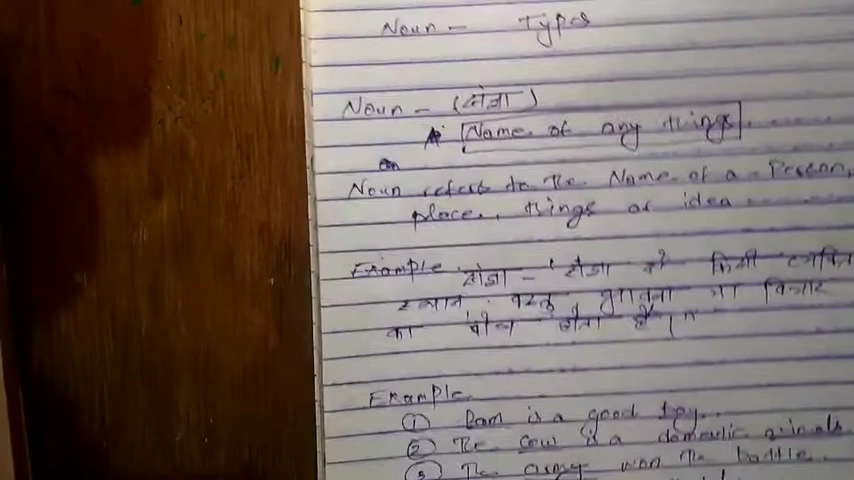 Noun - Types
Noun - (संज्ञा)
[Name of any things]
Noun refers to the Name of a Person,
place, things or idea
Example संज्ञा - 'संज्ञा से किसी व्यक्ति
स्थान वस्तु या विचार
का बोध होता है।"
Example
① Ram is a good boy.
② The cow is a domestic animals.
③ The army won the battle.